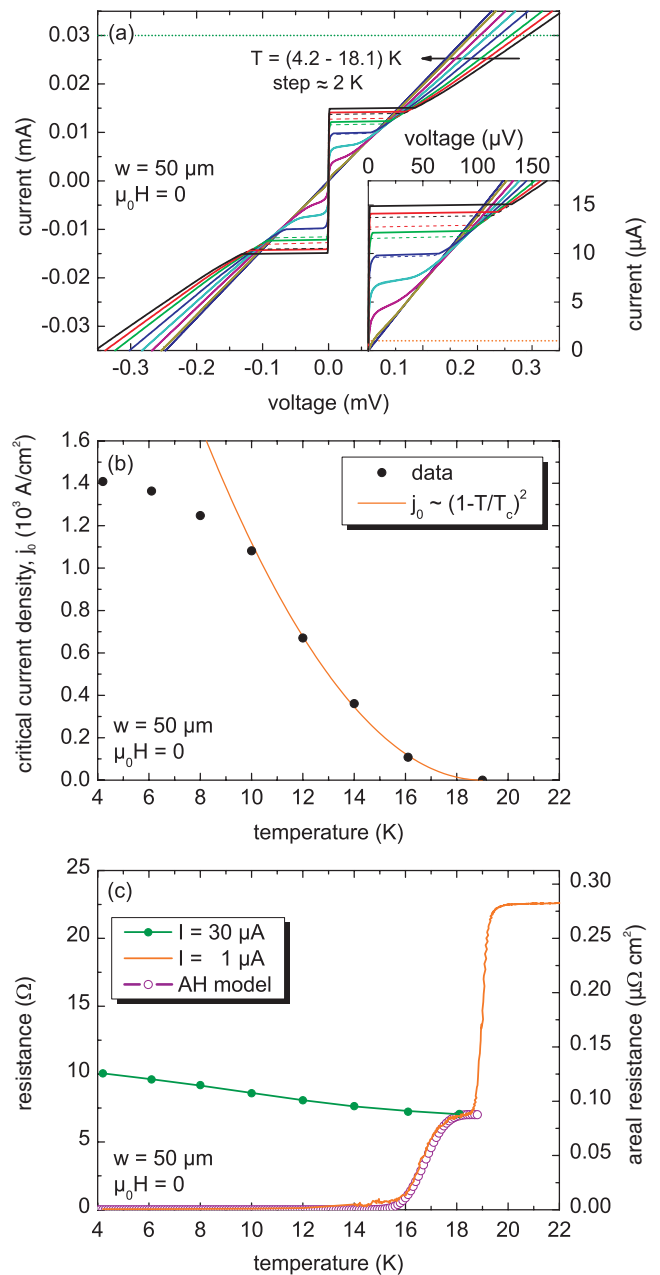 (a)
T = (4.2 - 18.1) K
step ≈ 2 K
w = 50 µm
µ0H = 0
current (mA)
0.03
0.02
0.01
0.00
-0.01
-0.02
-0.03
-0.3 -0.2 -0.1 0.0 0.1 0.2 0.3
voltage (mV)
voltage (µV)
0 50 100 150
15
10
5
0
current (µA)
(b)
data
j0 ~ (1-T/Tc)2
critical current density, j0 (10³ A/cm²)
1.6
1.4
1.2
1.0
0.8
0.6
0.4
0.2
0.0
w = 50 µm
µ0H = 0
4 6 8 10 12 14 16 18 20 22
temperature (K)
(c)
I = 30 µA
I = 1 µA
AH model
resistance (Ω)
25
20
15
10
5
0
w = 50 µm
µ0H = 0
0.30
0.25
0.20
0.15
0.10
0.05
0.00
areal resistance (µΩ cm²)
4 6 8 10 12 14 16 18 20 22
temperature (K)